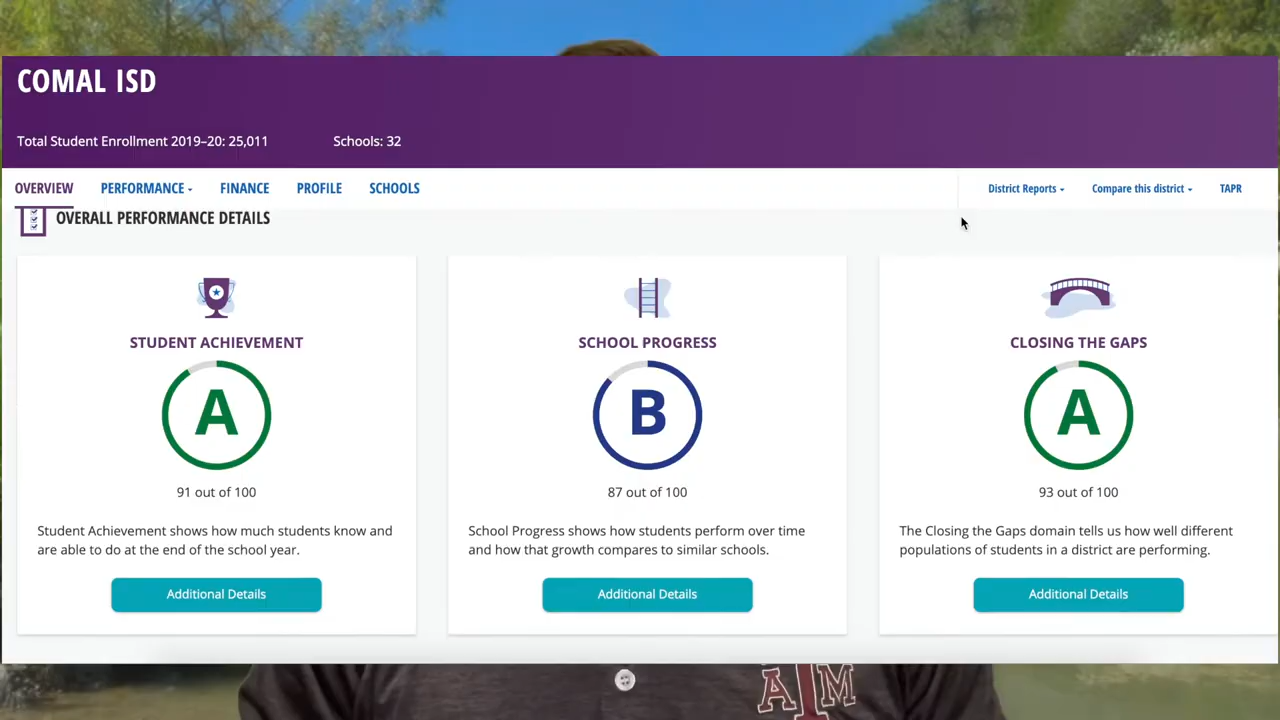 COMAL ISD
Total Student Enrollment 2019–20: 25,011 Schools: 32
OVERVIEW PERFORMANCE FINANCE PROFILE SCHOOLS District Reports Compare this district TAPR
OVERALL PERFORMANCE DETAILS
STUDENT ACHIEVEMENT
A
91 out of 100
Student Achievement shows how much students know and
are able to do at the end of the school year.
Additional Details
SCHOOL PROGRESS
B
87 out of 100
School Progress shows how students perform over time
and how that growth compares to similar schools.
Additional Details
CLOSING THE GAPS
A
93 out of 100
The Closing the Gaps domain tells us how well different
populations of students in a district are performing.
Additional Details
ATM